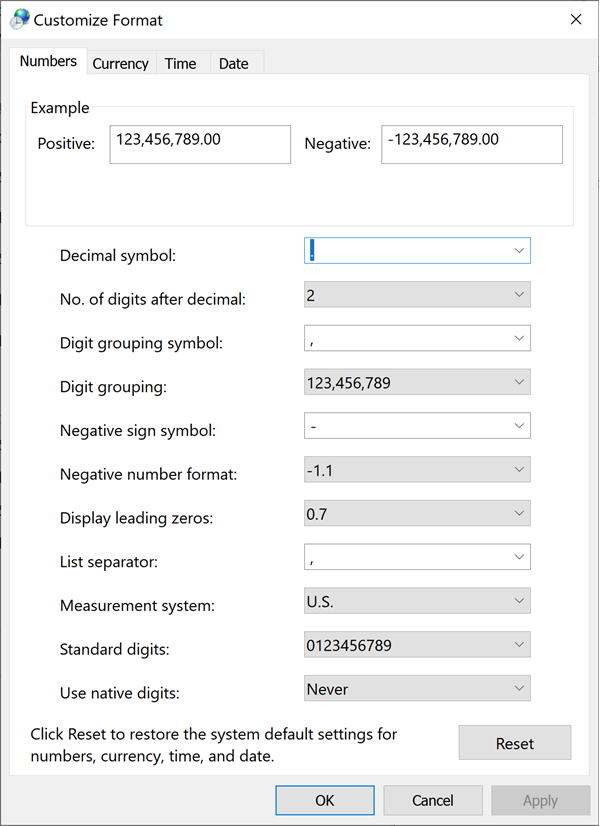 Customize Format
Numbers Currency Time Date
Example
Positive: 123,456,789.00 Negative: -123,456,789.00
Decimal symbol: .
No. of digits after decimal: 2
Digit grouping symbol: ,
Digit grouping: 123,456,789
Negative sign symbol: -
Negative number format: -1.1
Display leading zeros: 0.7
List separator: ,
Measurement system: U.S.
Standard digits: 0123456789
Use native digits: Never
Click Reset to restore the system default settings for
numbers, currency, time, and date.
Reset
OK Cancel Apply